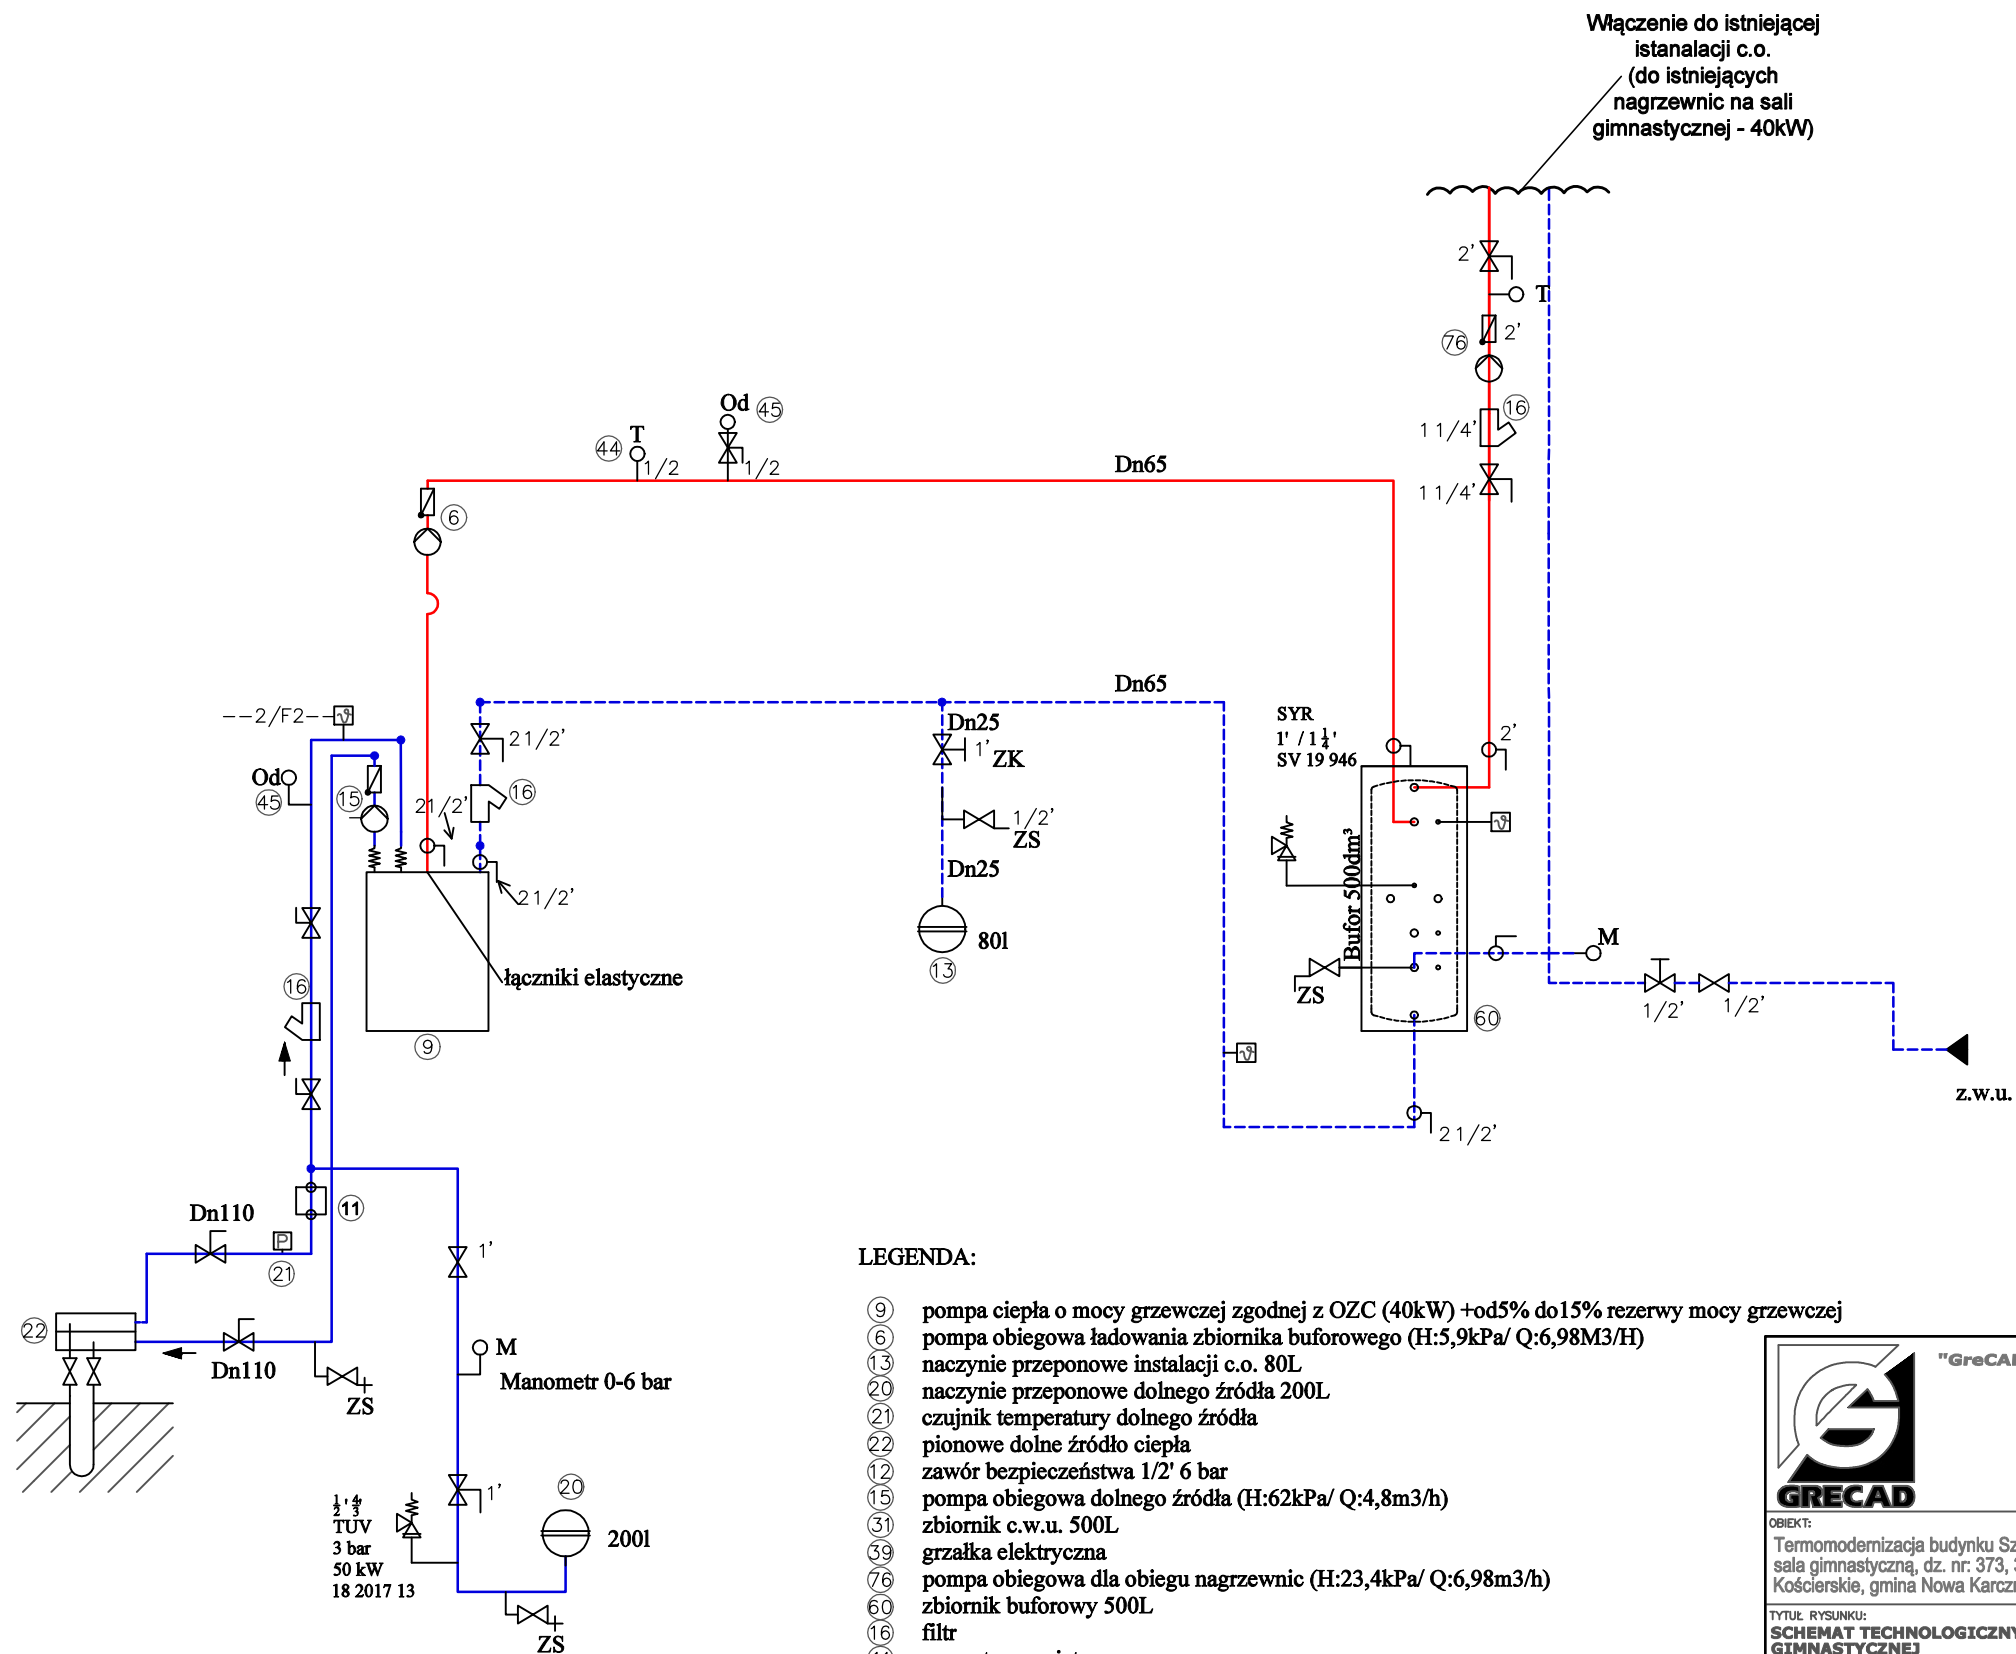 Włączenie do istniejącej
istanalacji c.o.
(do istniejących
nagrzewnic na sali
gimnastycznej - 40kW)
2'
T
2'
76
16
1 1/4'
1 1/4'
Od
45
T
44
1/2
1/2
Dn65
6
Dn65
--2/F2--
21/2'
Dn25
1'
ZK
SYR
1' / 1 1/4'
SV 19 946
2'
Od
45
15
21/2'
16
1/2'
ZS
Dn25
21/2'
80l
13
Bufor 500dm³
M
łączniki elastyczne
16
9
ZS
60
1/2'
1/2'
z.w.u.
21/2'
Dn110
11
P
21
1'
22
Dn110
ZS
M
Manometr 0-6 bar
1'
20
200l
TUV
3 bar
50 kW
18 2017 13
ZS
LEGENDA:
9 pompa ciepła o mocy grzewczej zgodnej z OZC (40kW) +od5% do15% rezerwy mocy grzewczej
6 pompa obiegowa ładowania zbiornika buforowego (H:5,9kPa/ Q:6,98M3/H)
13 naczynie przeponowe instalacji c.o. 80L
20 naczynie przeponowe dolnego źródła 200L
21 czujnik temperatury dolnego źródła
22 pionowe dolne źródło ciepła
12 zawór bezpieczeństwa 1/2' 6 bar
15 pompa obiegowa dolnego źródła (H:62kPa/ Q:4,8m3/h)
31 zbiornik c.w.u. 500L
39 grzałka elektryczna
76 pompa obiegowa dla obiegu nagrzewnic (H:23,4kPa/ Q:6,98m3/h)
60 zbiornik buforowy 500L
16 filtr
"GreCAD
GRECAD
OBIEKT:
Termomodernizacja budynku Sz
sala gimnastyczną, dz. nr: 373,
Kościerskie, gmina Nowa Karcz
TYTUŁ RYSUNKU:
SCHEMAT TECHNOLOGICZNY
GIMNASTYCZNEJ